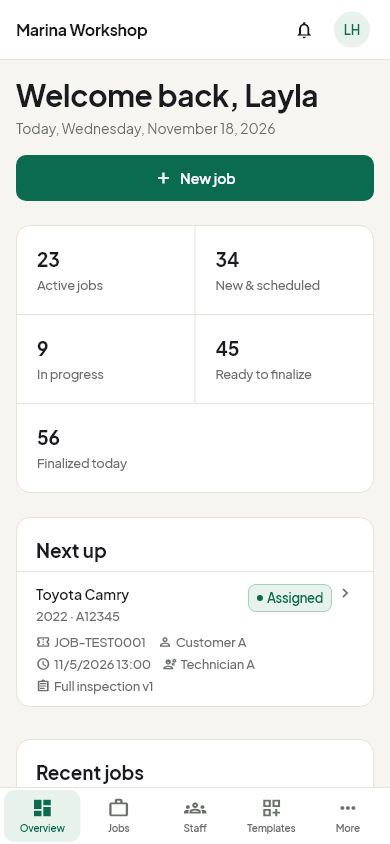 Marina Workshop
LH
Welcome back, Layla
Today, Wednesday, November 18, 2026
+ New job
23
Active jobs
34
New & scheduled
9
In progress
45
Ready to finalize
56
Finalized today
Next up
Toyota Camry
Assigned
2022 · A12345
JOB-TEST0001 Customer A
11/5/2026 13:00 Technician A
Full inspection v1
Recent jobs
Overview
Jobs
Staff
Templates
More